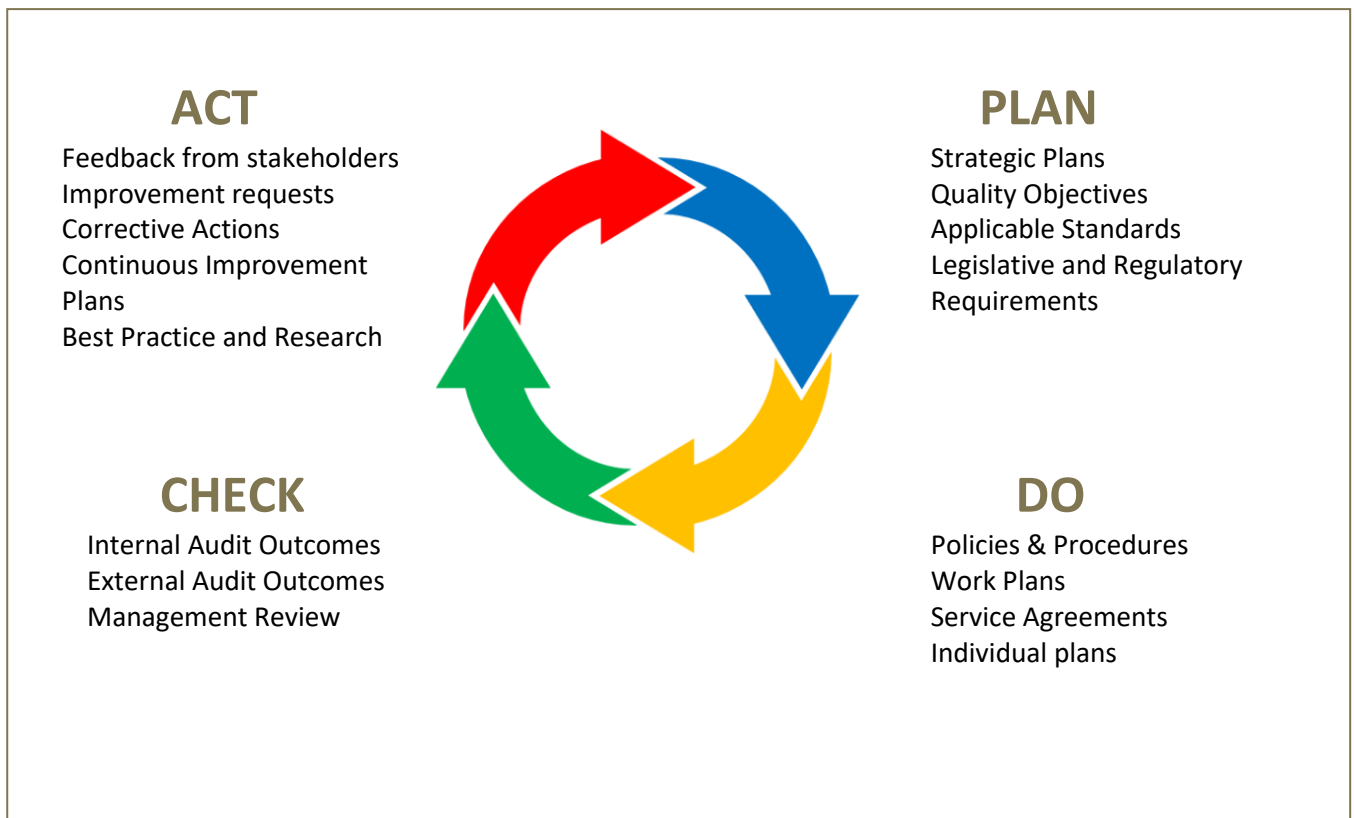 ACT
Feedback from stakeholders
Improvement requests
Corrective Actions
Continuous Improvement
Plans
Best Practice and Research
PLAN
Strategic Plans
Quality Objectives
Applicable Standards
Legislative and Regulatory
Requirements
CHECK
Internal Audit Outcomes
External Audit Outcomes
Management Review
DO
Policies & Procedures
Work Plans
Service Agreements
Individual plans